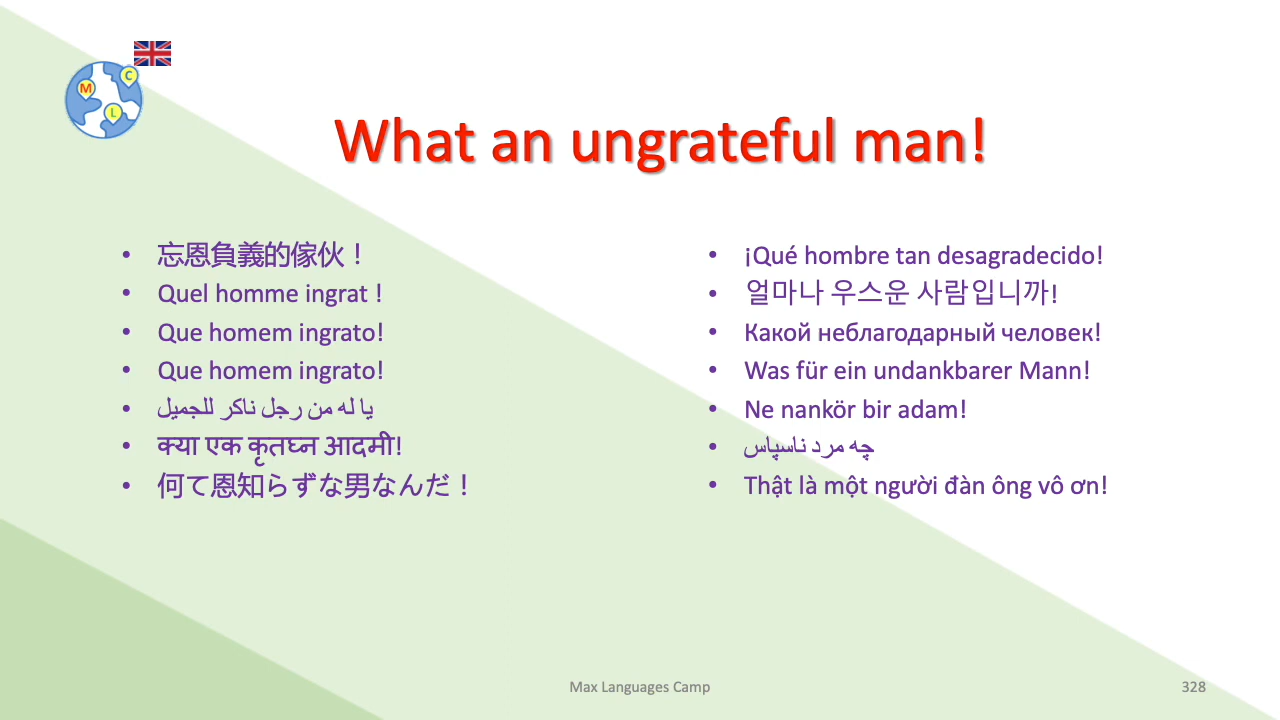 M
C
L
What an ungrateful man!
忘恩負義的傢伙！
Quel homme ingrat !
Que homem ingrato!
Que homem ingrato!
يا له من رجل ناكر للجميل
क्या एक कृतघ्न आदमी!
何て恩知らずな男なんだ！
¡Qué hombre tan desagradecido!
얼마나 우스운 사람입니까!
Какой неблагодарный человек!
Was für ein undankbarer Mann!
Ne nankör bir adam!
چه مرد ناسپاس
Thật là một người đàn ông vô ơn!
Max Languages Camp
328